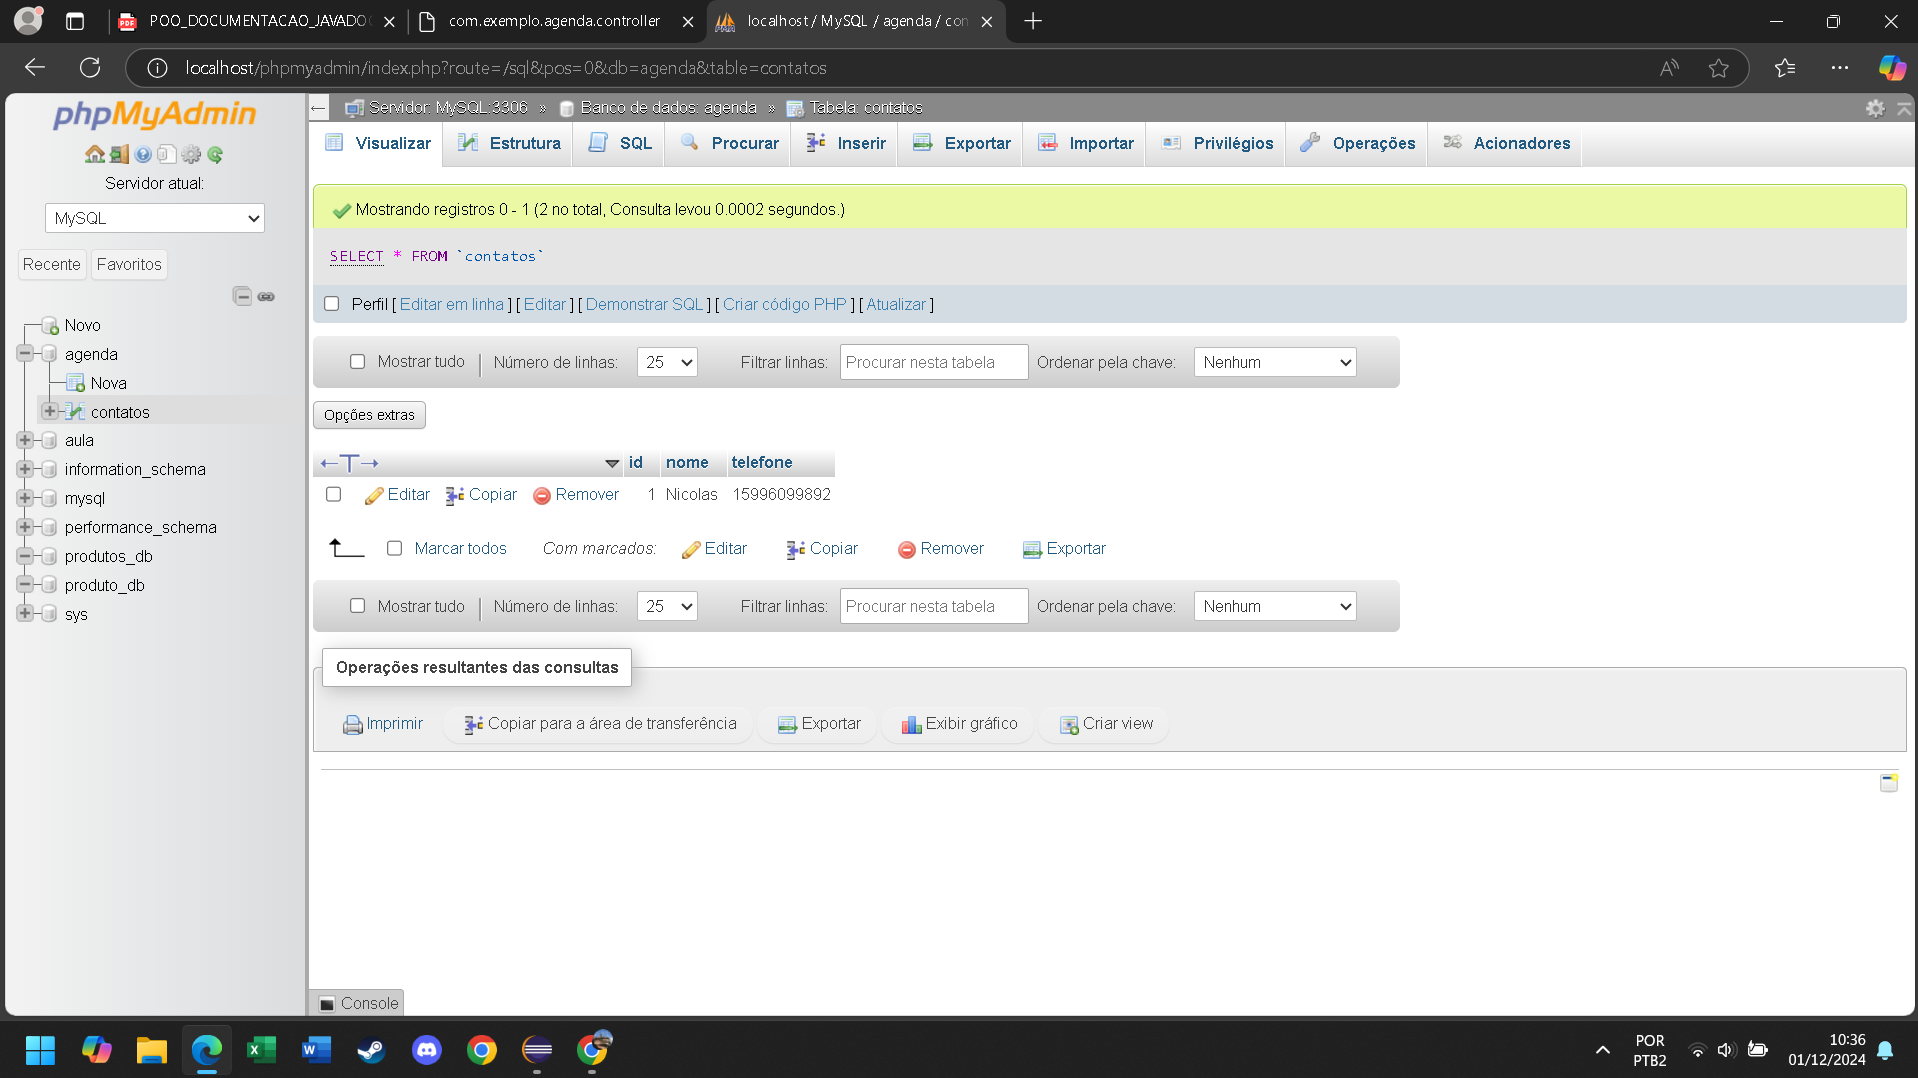 POO_DOCUMENTACAO_JAVADO
com.exemplo.agenda.controller
localhost / MySQL / agenda / con
localhost/phpmyadmin/index.php?route=/sql&pos=0&db=agenda&table=contatos
phpMyAdmin
Servidor atual:
MySQL
Recente
Favoritos
Novo
agenda
Nova
contatos
aula
information_schema
mysql
performance_schema
produtos_db
produto_db
sys
Servidor: MySQL:3306 » Banco de dados: agenda » Tabela: contatos
Visualizar
Estrutura
SQL
Procurar
Inserir
Exportar
Importar
Privilégios
Operações
Acionadores
Mostrando registros 0 - 1 (2 no total, Consulta levou 0.0002 segundos.)
SELECT * FROM `contatos`
Perfil [ Editar em linha ] [ Editar ] [ Demonstrar SQL ] [ Criar código PHP ] [ Atualizar ]
Mostrar tudo | Número de linhas: 25 Filtrar linhas: Procurar nesta tabela Ordenar pela chave: Nenhum
Opções extras
←T→ id nome telefone
Editar Copiar Remover 1 Nicolas 15996099892
Marcar todos Com marcados: Editar Copiar Remover Exportar
Mostrar tudo | Número de linhas: 25 Filtrar linhas: Procurar nesta tabela Ordenar pela chave: Nenhum
Operações resultantes das consultas
Imprimir Copiar para a área de transferência Exportar Exibir gráfico Criar view
Console
POR
PTB2
10:36
01/12/2024